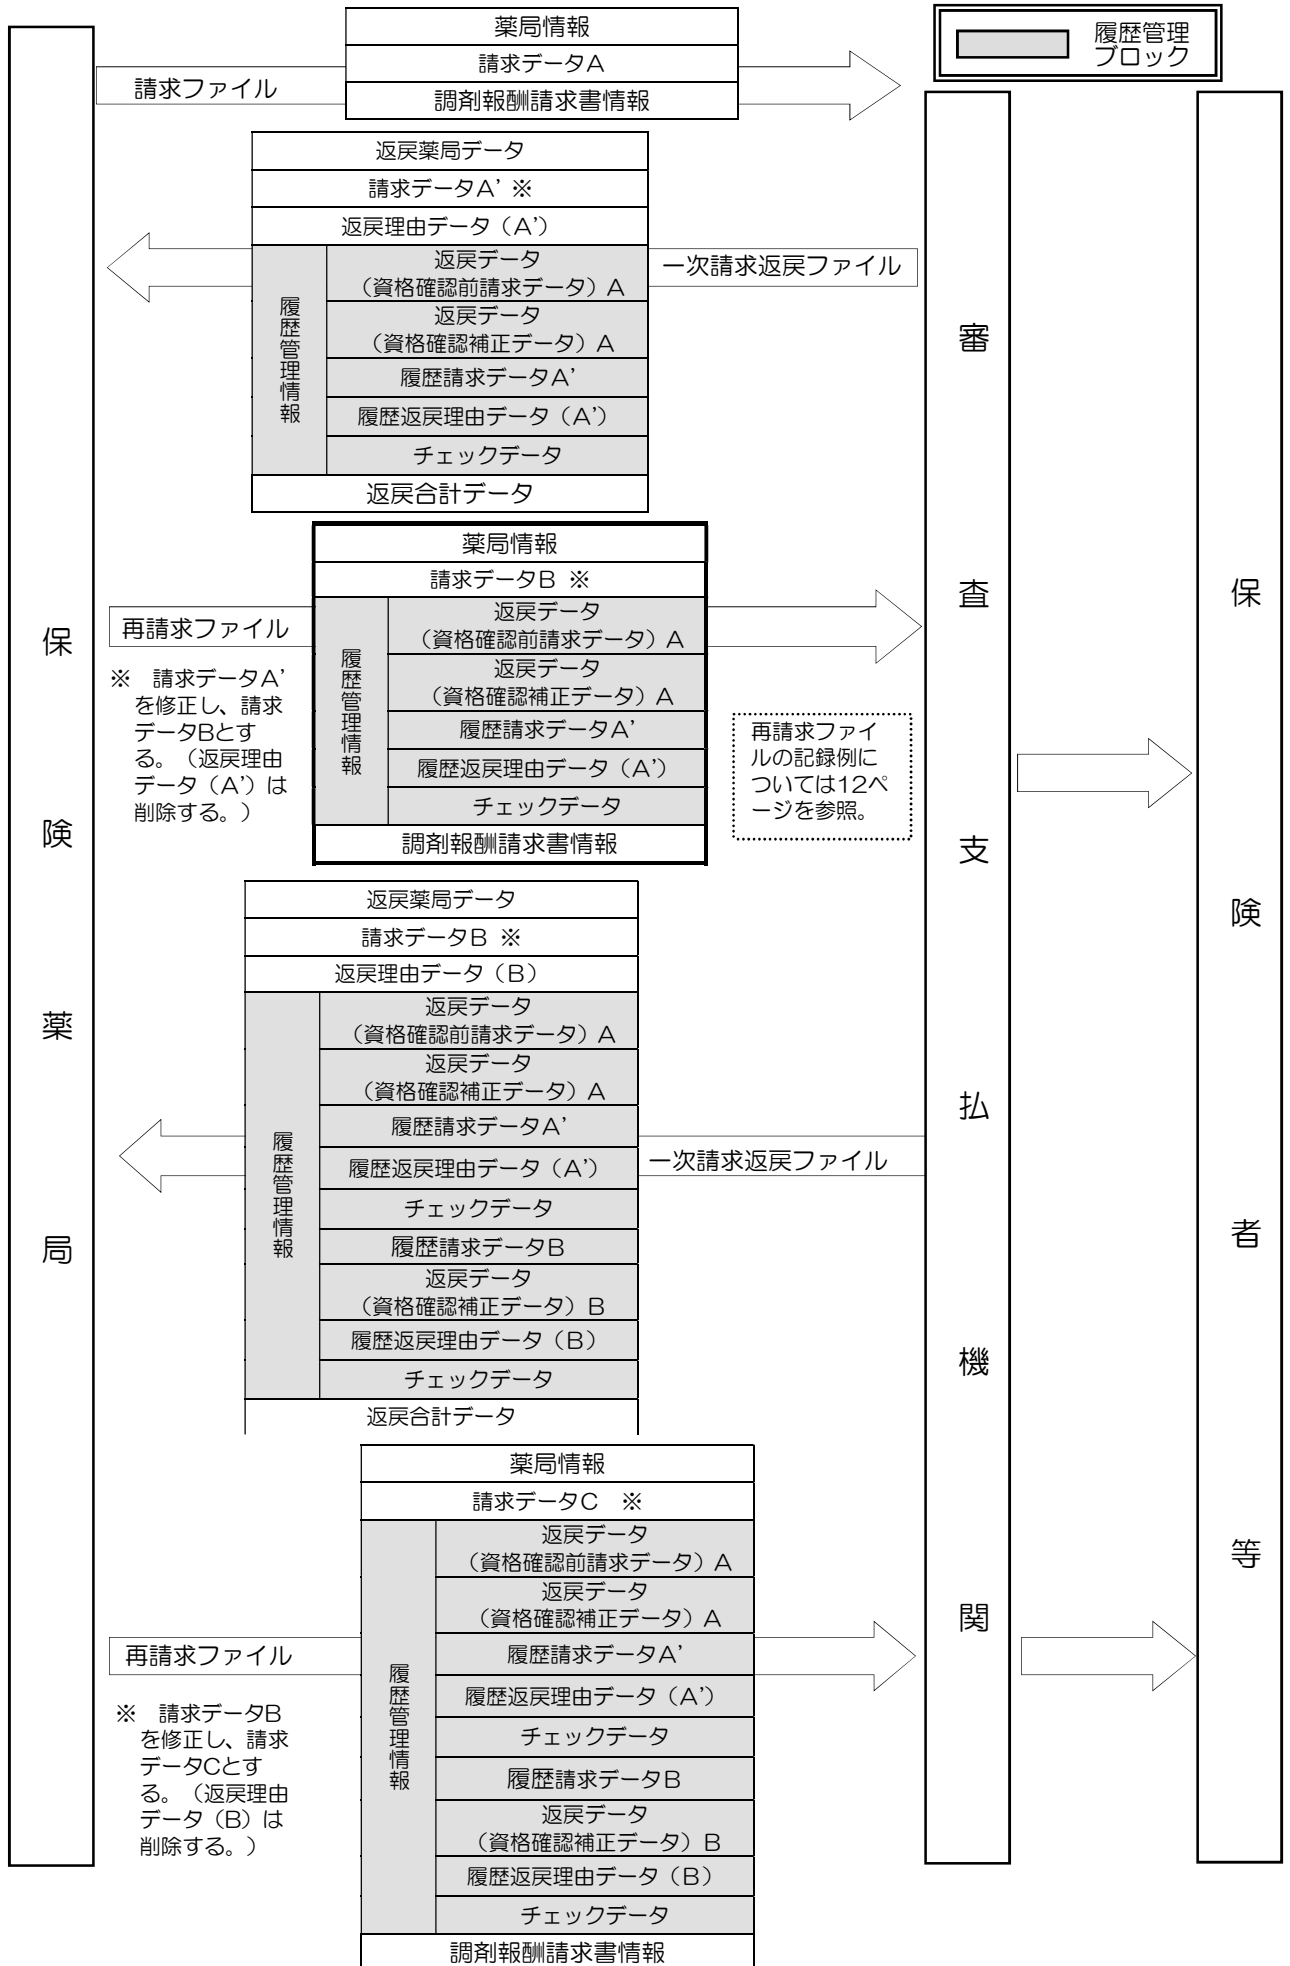 薬局情報
請求データA
調剤報酬請求書情報
請求ファイル
履歴管理
ブロック
返戻薬局データ
請求データA’ ※
返戻理由データ（A’）
履歴管理情報
返戻データ
（資格確認前請求データ）A
返戻データ
（資格確認補正データ）A
履歴請求データA’
履歴返戻理由データ（A’）
チェックデータ
返戻合計データ
一次請求返戻ファイル
薬局情報
請求データB ※
履歴管理情報
返戻データ
（資格確認前請求データ）A
返戻データ
（資格確認補正データ）A
履歴請求データA’
履歴返戻理由データ（A’）
チェックデータ
調剤報酬請求書情報
再請求ファイル
※　請求データA’
を修正し、請求
データBとす
る。（返戻理由
データ（A’）は
削除する。）
再請求ファイ
ルの記録例に
ついては12ペ
ージを参照。
返戻薬局データ
請求データB ※
返戻理由データ（B）
履歴管理情報
返戻データ
（資格確認前請求データ）A
返戻データ
（資格確認補正データ）A
履歴請求データA’
履歴返戻理由データ（A’）
チェックデータ
履歴請求データB
返戻データ
（資格確認補正データ）B
履歴返戻理由データ（B）
チェックデータ
返戻合計データ
一次請求返戻ファイル
薬局情報
請求データC　※
履歴管理情報
返戻データ
（資格確認前請求データ）A
返戻データ
（資格確認補正データ）A
履歴請求データA’
履歴返戻理由データ（A’）
チェックデータ
履歴請求データB
返戻データ
（資格確認補正データ）B
履歴返戻理由データ（B）
チェックデータ
調剤報酬請求書情報
再請求ファイル
※　請求データB
を修正し、請求
データCとす
る。（返戻理由
データ（B）は
削除する。）
保険薬局
審査支払機関
保険者等